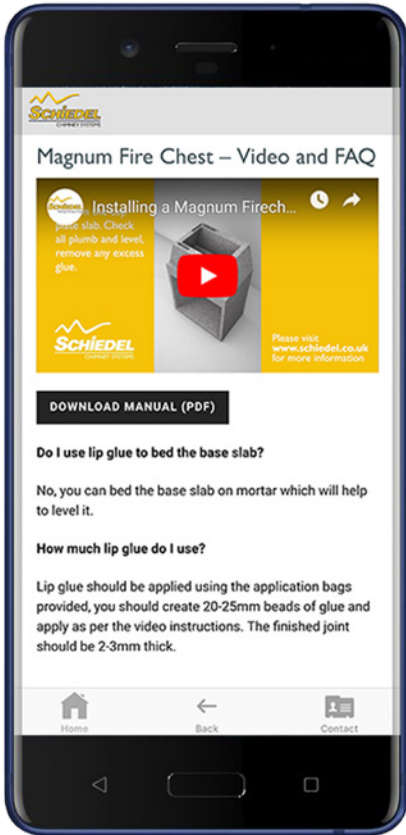 SCHIEDEL
CHIMNEY SYSTEMS
Magnum Fire Chest – Video and FAQ
Installing a Magnum Firech...
plate slab. Check
all plumb and level,
remove any excess
glue.
SCHIEDEL
CHIMNEY SYSTEMS
Please visit
www.schiedel.co.uk
for more information
DOWNLOAD MANUAL (PDF)
Do I use lip glue to bed the base slab?
No, you can bed the base slab on mortar which will help
to level it.
How much lip glue do I use?
Lip glue should be applied using the application bags
provided, you should create 20-25mm beads of glue and
apply as per the video instructions. The finished joint
should be 2-3mm thick.
Home
Back
Contact